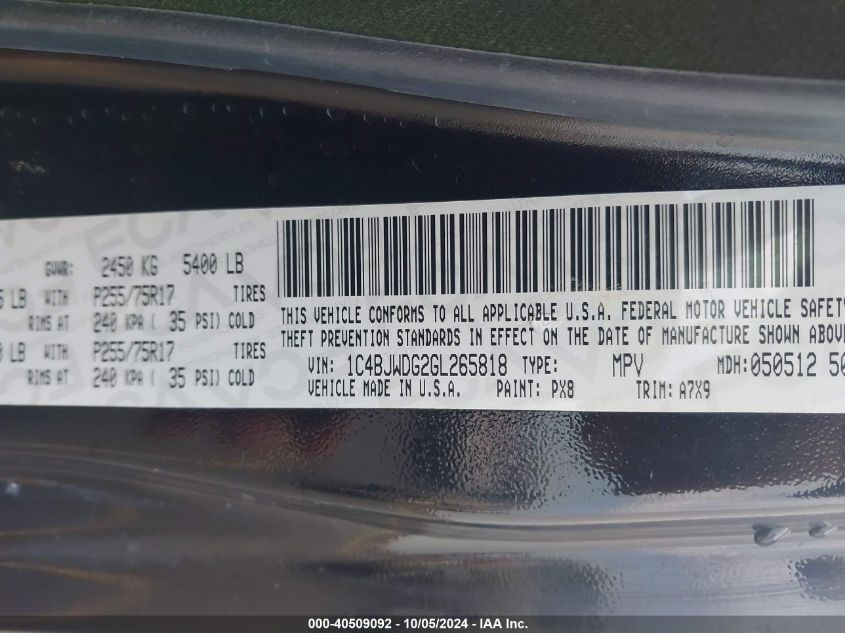 GVWR: 2450 KG 5400 LB
5 LB WITH P255/75R17 TIRES
RIMS AT 240 KPA ( 35 PSI) COLD
LB WITH P255/75R17 TIRES
RIMS AT 240 KPA ( 35 PSI) COLD
THIS VEHICLE CONFORMS TO ALL APPLICABLE U.S.A. FEDERAL MOTOR VEHICLE SAFETY
THEFT PREVENTION STANDARDS IN EFFECT ON THE DATE OF MANUFACTURE SHOWN ABOVE
VIN: 1C4BJWDG2GL265818 TYPE: MPV MDH:050512 50
VEHICLE MADE IN U.S.A. PAINT: PX8 TRIM: A7X9
000-40509092 - 10/05/2024 - IAA Inc.